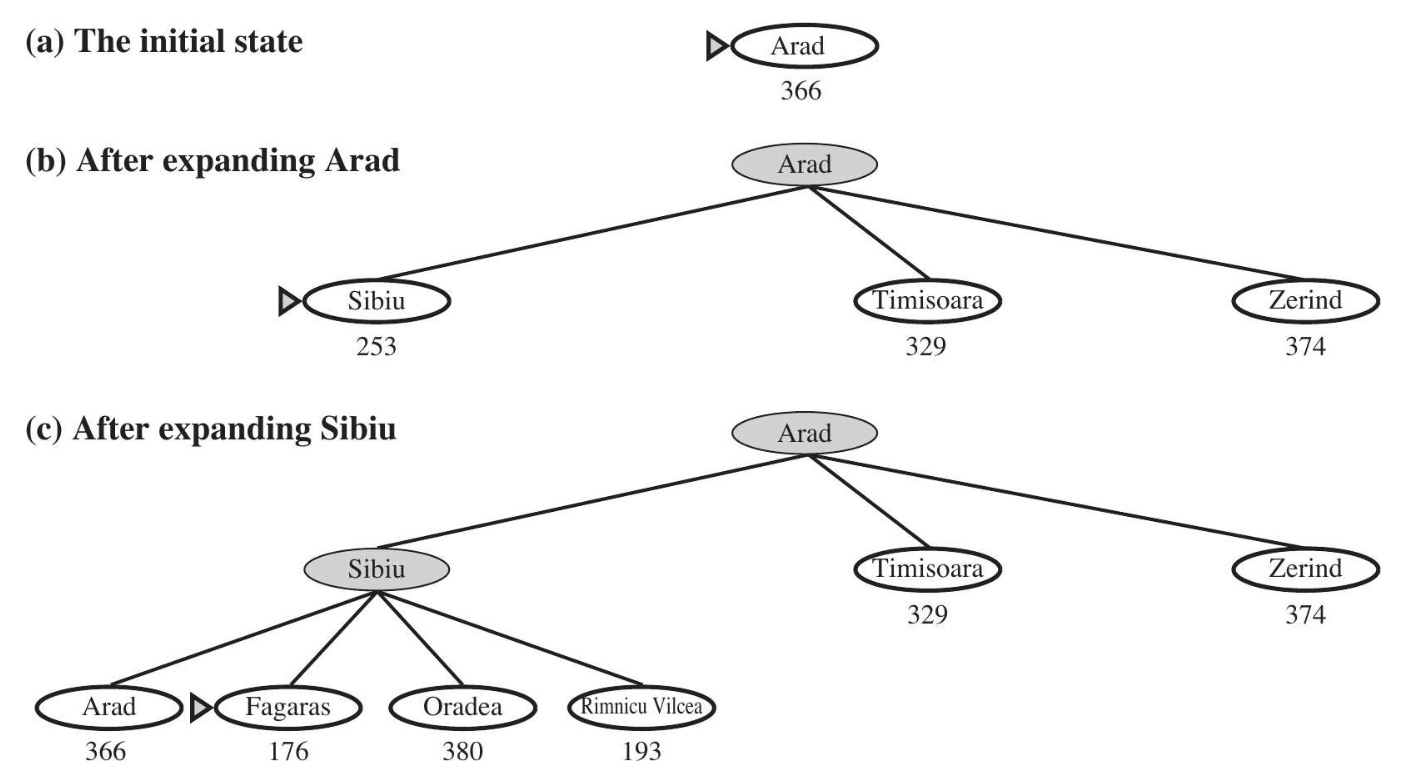 (a) The initial state
Arad
366
(b) After expanding Arad
Arad
Sibiu
Timisoara
Zerind
253
329
374
(c) After expanding Sibiu
Arad
Sibiu
Timisoara
Zerind
329
374
Arad
Fagaras
Oradea
Rimnicu Vilcea
366
176
380
193